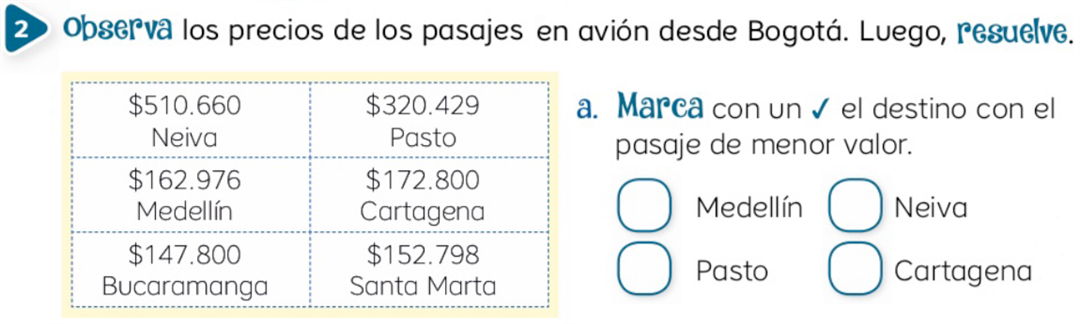 2 Observa los precios de los pasajes en avión desde Bogotá. Luego, resuelve.
$510.660 $320.429
Neiva Pasto
$162.976 $172.800
Medellín Cartagena
$147.800 $152.798
Bucaramanga Santa Marta
a. Marca con un ✓ el destino con el
pasaje de menor valor.
Medellín Neiva
Pasto Cartagena